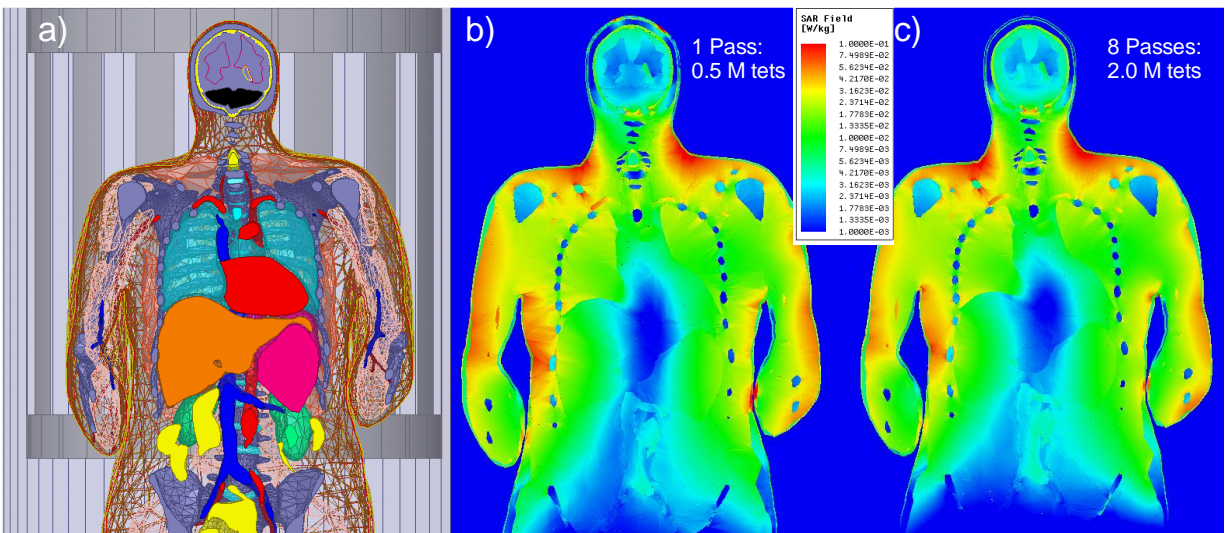 a)
b)
1 Pass:
0.5 M tets
SAR Field
[W/kg]
1.0000E-01
7.4989E-02
5.6234E-02
4.2170E-02
3.1623E-02
2.3714E-02
1.7783E-02
1.3335E-02
1.0000E-02
7.4989E-03
5.6234E-03
4.2170E-03
3.1623E-03
2.3714E-03
1.7783E-03
1.3335E-03
1.0000E-03
c)
8 Passes:
2.0 M tets